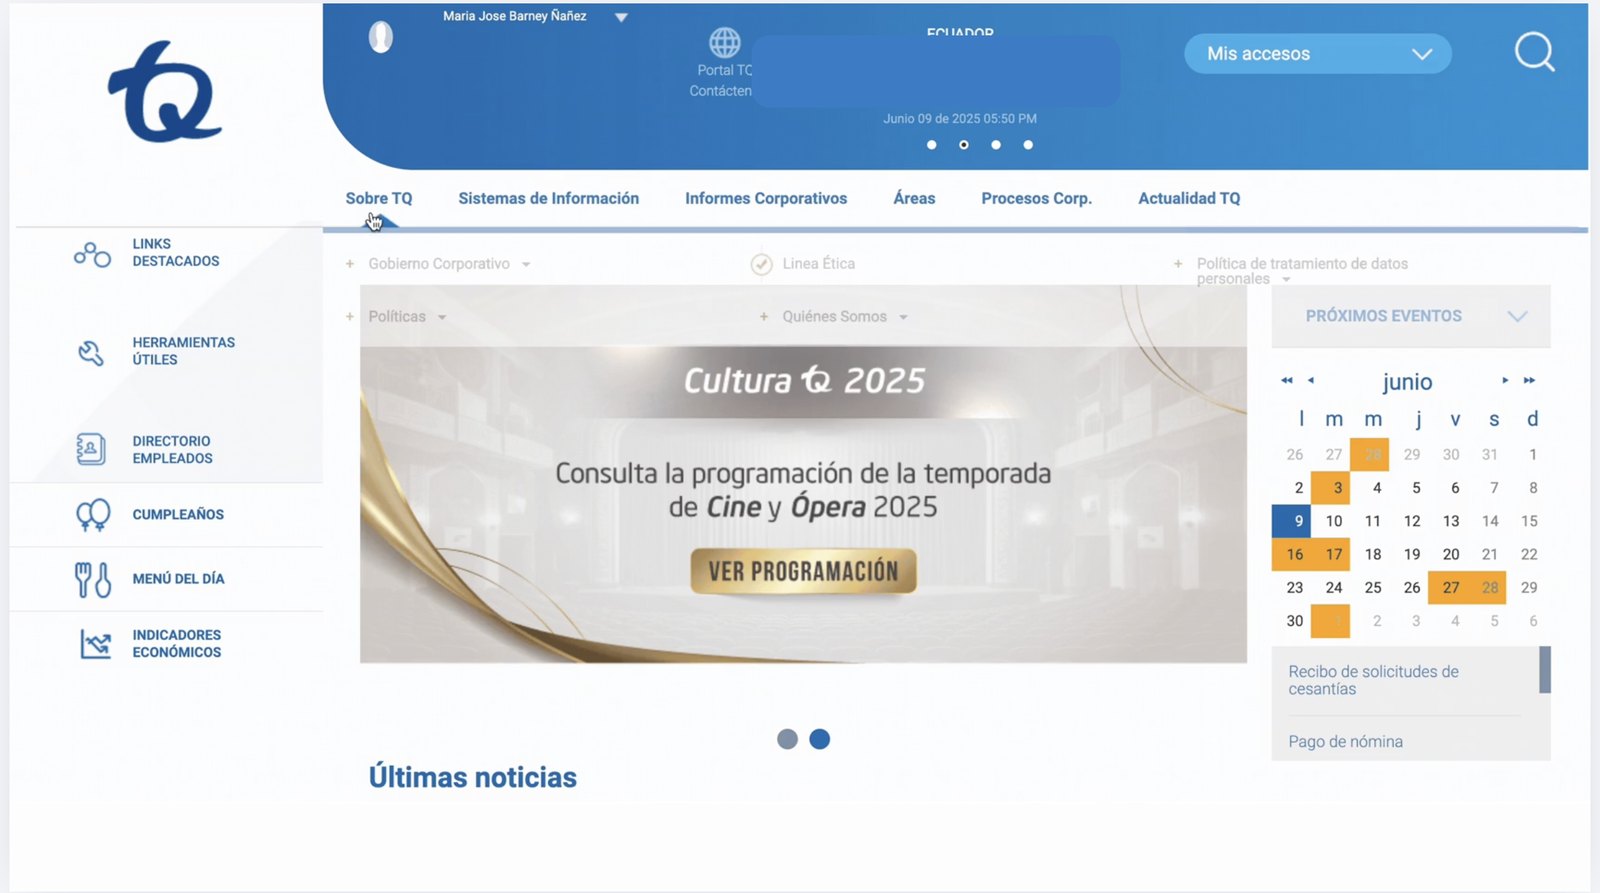 Maria Jose Barney Ñañez
ECUADOR
Mis accesos
Portal TQ
Contácten
Junio 09 de 2025 05:50 PM
TQ
Sobre TQ
Sistemas de Información
Informes Corporativos
Áreas
Procesos Corp.
Actualidad TQ
LINKS
DESTACADOS
HERRAMIENTAS
ÚTILES
DIRECTORIO
EMPLEADOS
CUMPLEAÑOS
MENÚ DEL DÍA
INDICADORES
ECONÓMICOS
+ Gobierno Corporativo
Linea Ética
+ Política de tratamiento de datos
personales
+ Políticas
+ Quiénes Somos
Cultura TQ 2025
Consulta la programación de la temporada
de Cine y Ópera 2025
VER PROGRAMACIÓN
PRÓXIMOS EVENTOS
junio
l m m j v s d
26 27 28 29 30 31 1
2 3 4 5 6 7 8
9 10 11 12 13 14 15
16 17 18 19 20 21 22
23 24 25 26 27 28 29
30 1 2 3 4 5 6
Recibo de solicitudes de
cesantías
Pago de nómina
Últimas noticias